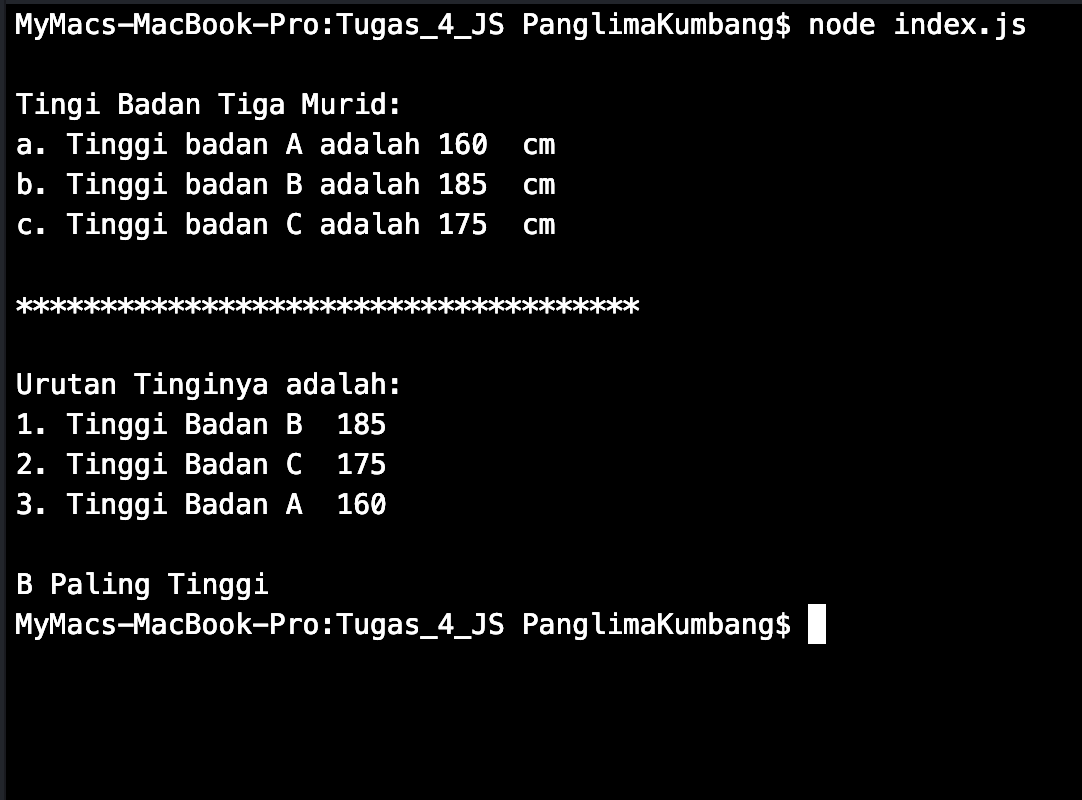 MyMacs-MacBook-Pro:Tugas_4_JS PanglimaKumbang$ node index.js
Tingi Badan Tiga Murid:
a. Tinggi badan A adalah 160  cm
b. Tinggi badan B adalah 185  cm
c. Tinggi badan C adalah 175  cm
*************************************
Urutan Tinginya adalah:
1. Tinggi Badan B  185
2. Tinggi Badan C  175
3. Tinggi Badan A  160
B Paling Tinggi
MyMacs-MacBook-Pro:Tugas_4_JS PanglimaKumbang$